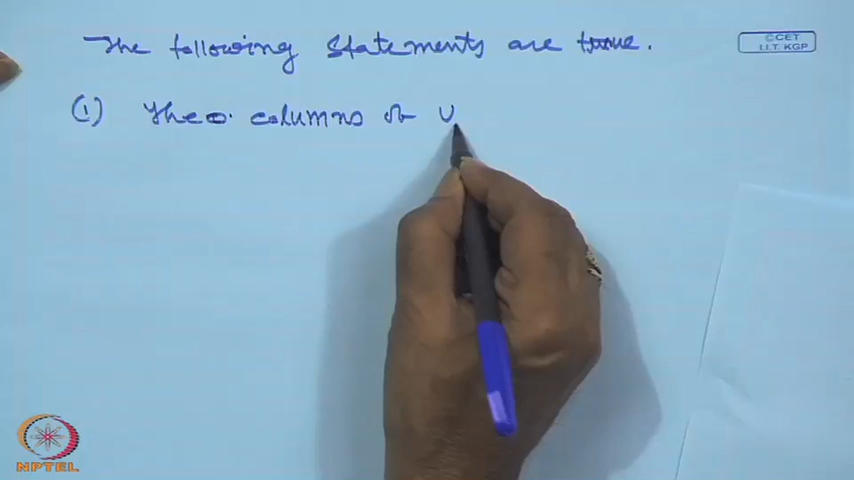 The following statements are true.
©CET
I.I.T. KGP
(1) The columns of U
NPTEL